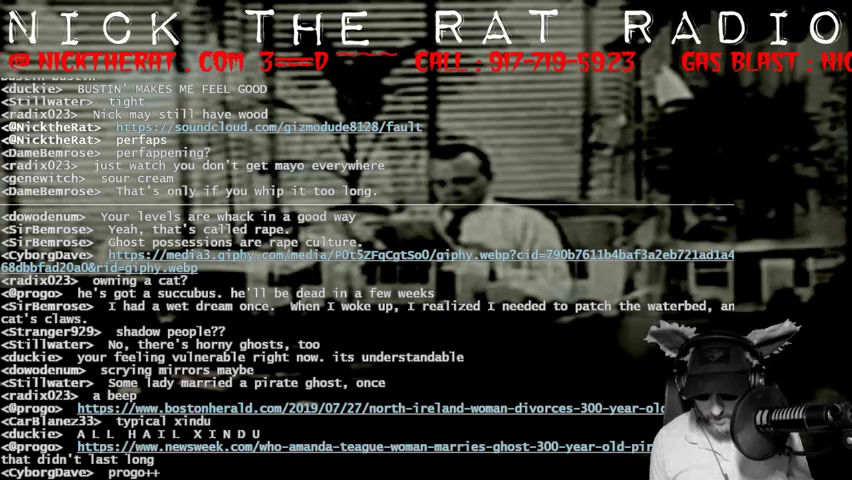 NICK THE RAT RADIO
@ NICKTHERAT . COM 3===D ~~~~ CALL : 917-719-5923 GAS BLAST : NIC
Bustin Bustin
<duckie> BUSTIN' MAKES ME FEEL GOOD
<Stillwater> tight
<radix023> Nick may still have wood
<@NicktheRat> https://soundcloud.com/gizmodude8128/fault
<@NicktheRat> perfaps
<DameBemrose> perfappening?
<radix023> just watch you don't get mayo everywhere
<genewitch> sour cream
<DameBemrose> That's only if you whip it too long.
<dowodenum> Your levels are whack in a good way
<SirBemrose> Yeah, that's called rape.
<SirBemrose> Ghost possessions are rape culture.
<CyborgDave> https://media3.giphy.com/media/P0t5ZFgCgtSo0/giphy.webp?cid=790b7611b4baf3a2eb721ad1a4
68dbbfad20a0&rid=giphy.webp
<radix023> owning a cat?
<@progo> he's got a succubus. he'll be dead in a few weeks
<SirBemrose> I had a wet dream once. When I woke up, I realized I needed to patch the waterbed, an
cat's claws.
<Stranger929> shadow people??
<Stillwater> No, there's horny ghosts, too
<duckie> your feeling vulnerable right now. its understandable
<dowodenum> scrying mirrors maybe
<Stillwater> Some lady married a pirate ghost, once
<radix023> a beep
<@progo> https://www.bostonherald.com/2019/07/27/north-ireland-woman-divorces-300-year-old
<CarBlanez33> typical xindu
<duckie> A L L H A I L X I N D U
<@progo> https://www.newsweek.com/who-amanda-teague-woman-marries-ghost-300-year-old-pir
that didn't last long
<CyborgDave> progo++